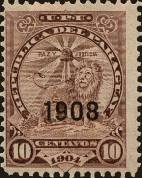 U.P.U.
REPUBLICA DEL PARAGUAY
PAZ Y JUSTICIA
1908
10 CENTAVOS 10
1904